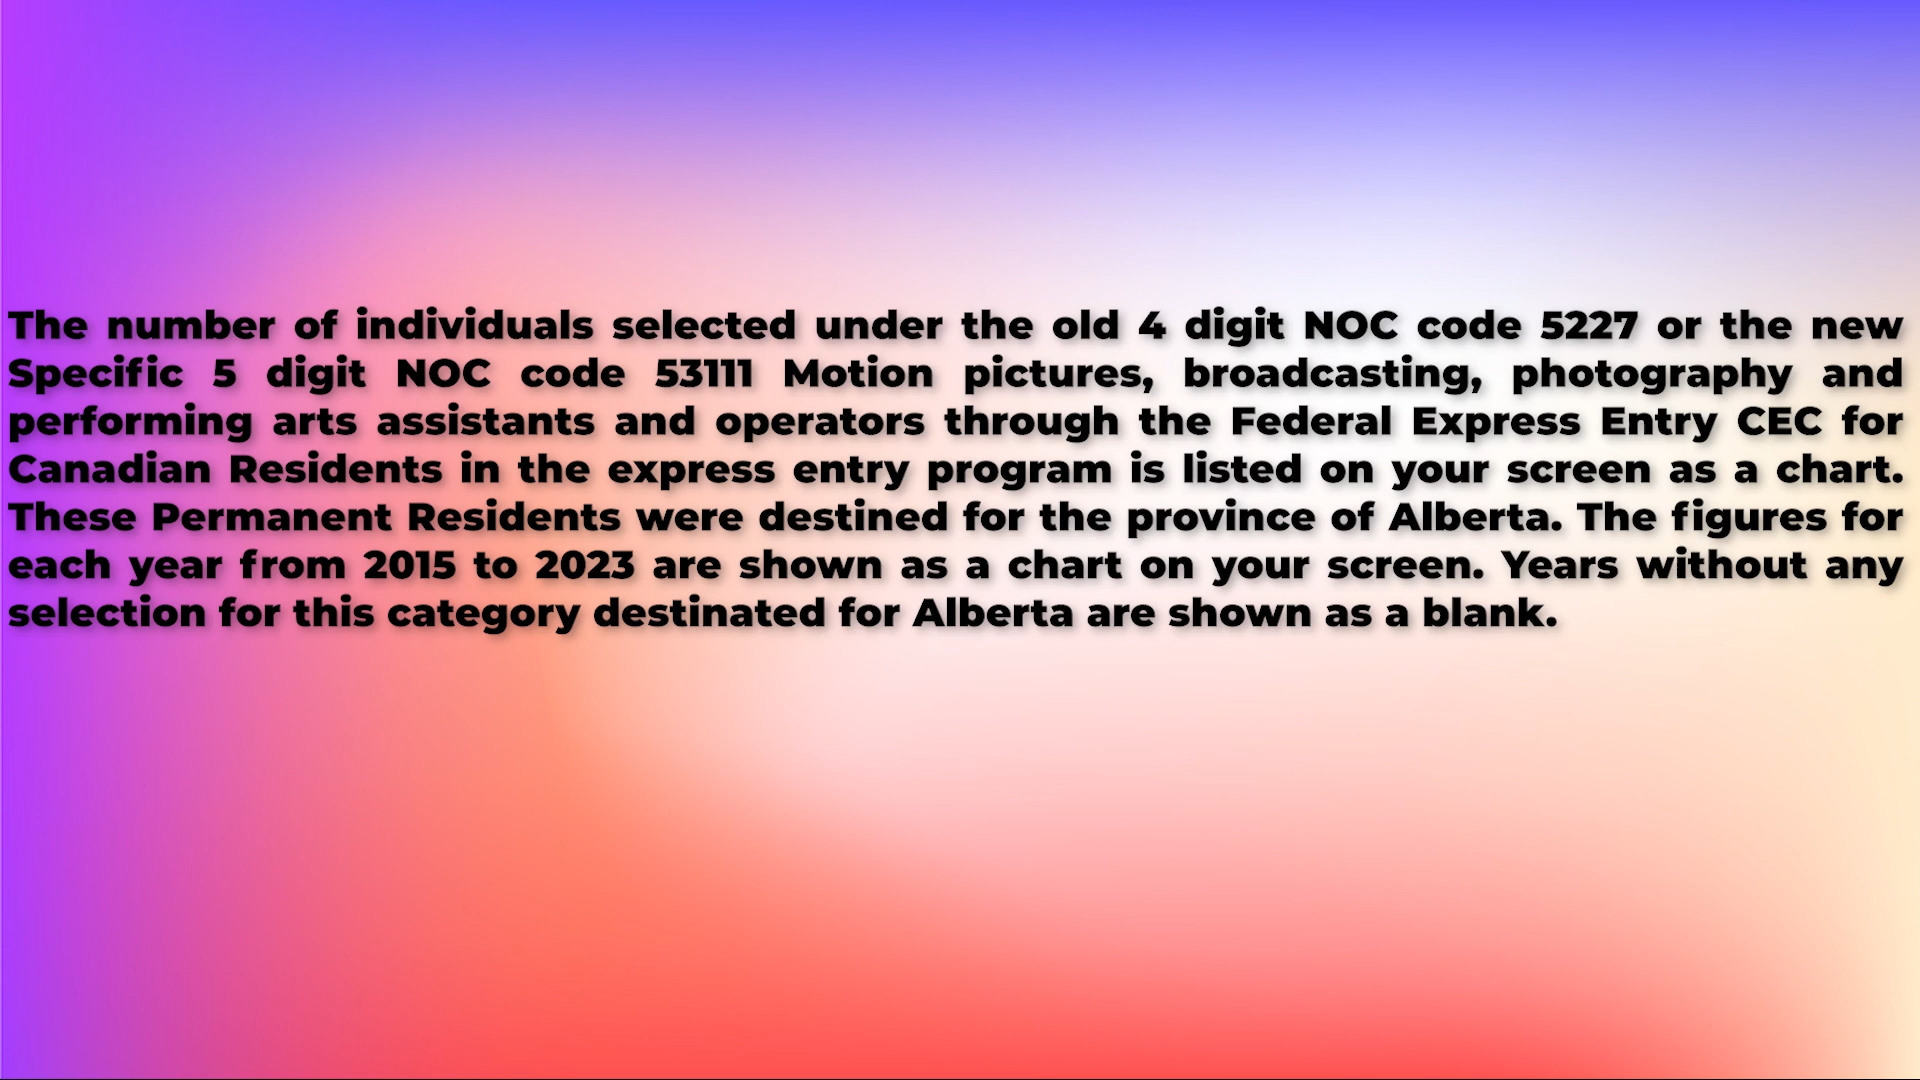 The number of individuals selected under the old 4 digit NOC code 5227 or the new
Specific 5 digit NOC code 53111 Motion pictures, broadcasting, photography and
performing arts assistants and operators through the Federal Express Entry CEC for
Canadian Residents in the express entry program is listed on your screen as a chart.
These Permanent Residents were destined for the province of Alberta. The figures for
each year from 2015 to 2023 are shown as a chart on your screen. Years without any
selection for this category destinated for Alberta are shown as a blank.